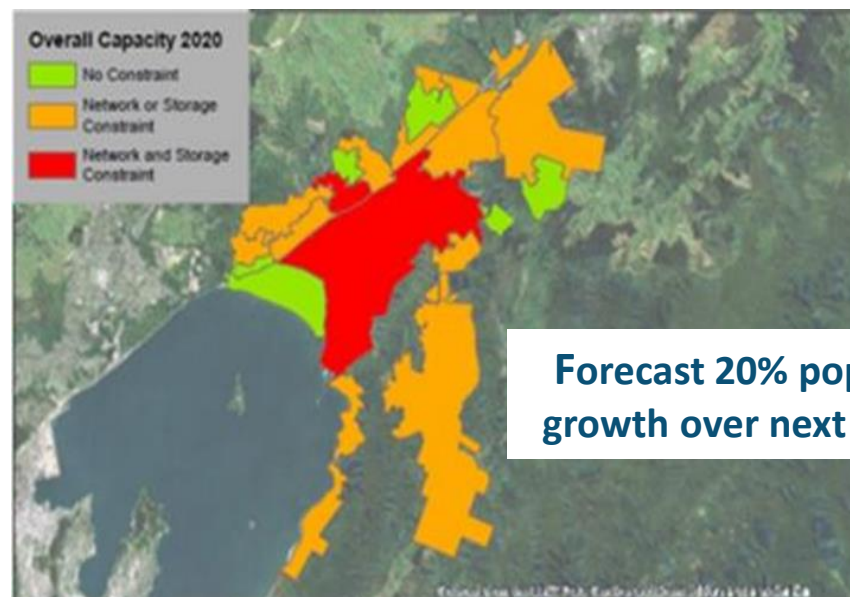 Overall Capacity 2020
No Constraint
Network or Storage
Constraint
Network and Storage
Constraint
Forecast 20% pop
growth over next